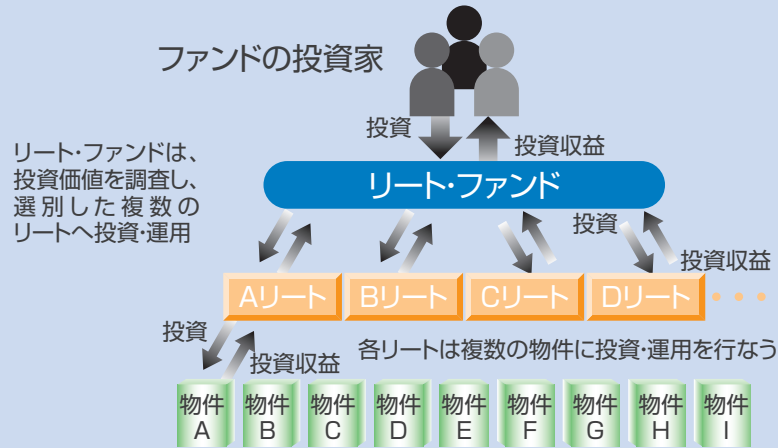 ファンドの投資家
投資
投資収益
リート・ファンドは、
投資価値を調査し、
選別した複数の
リートへ投資・運用
リート・ファンド
投資
投資収益
Aリート
Bリート
Cリート
Dリート
・・・
投資
投資収益
各リートは複数の物件に投資・運用を行なう
物件
A
物件
B
物件
C
物件
D
物件
E
物件
F
物件
G
物件
H
物件
I